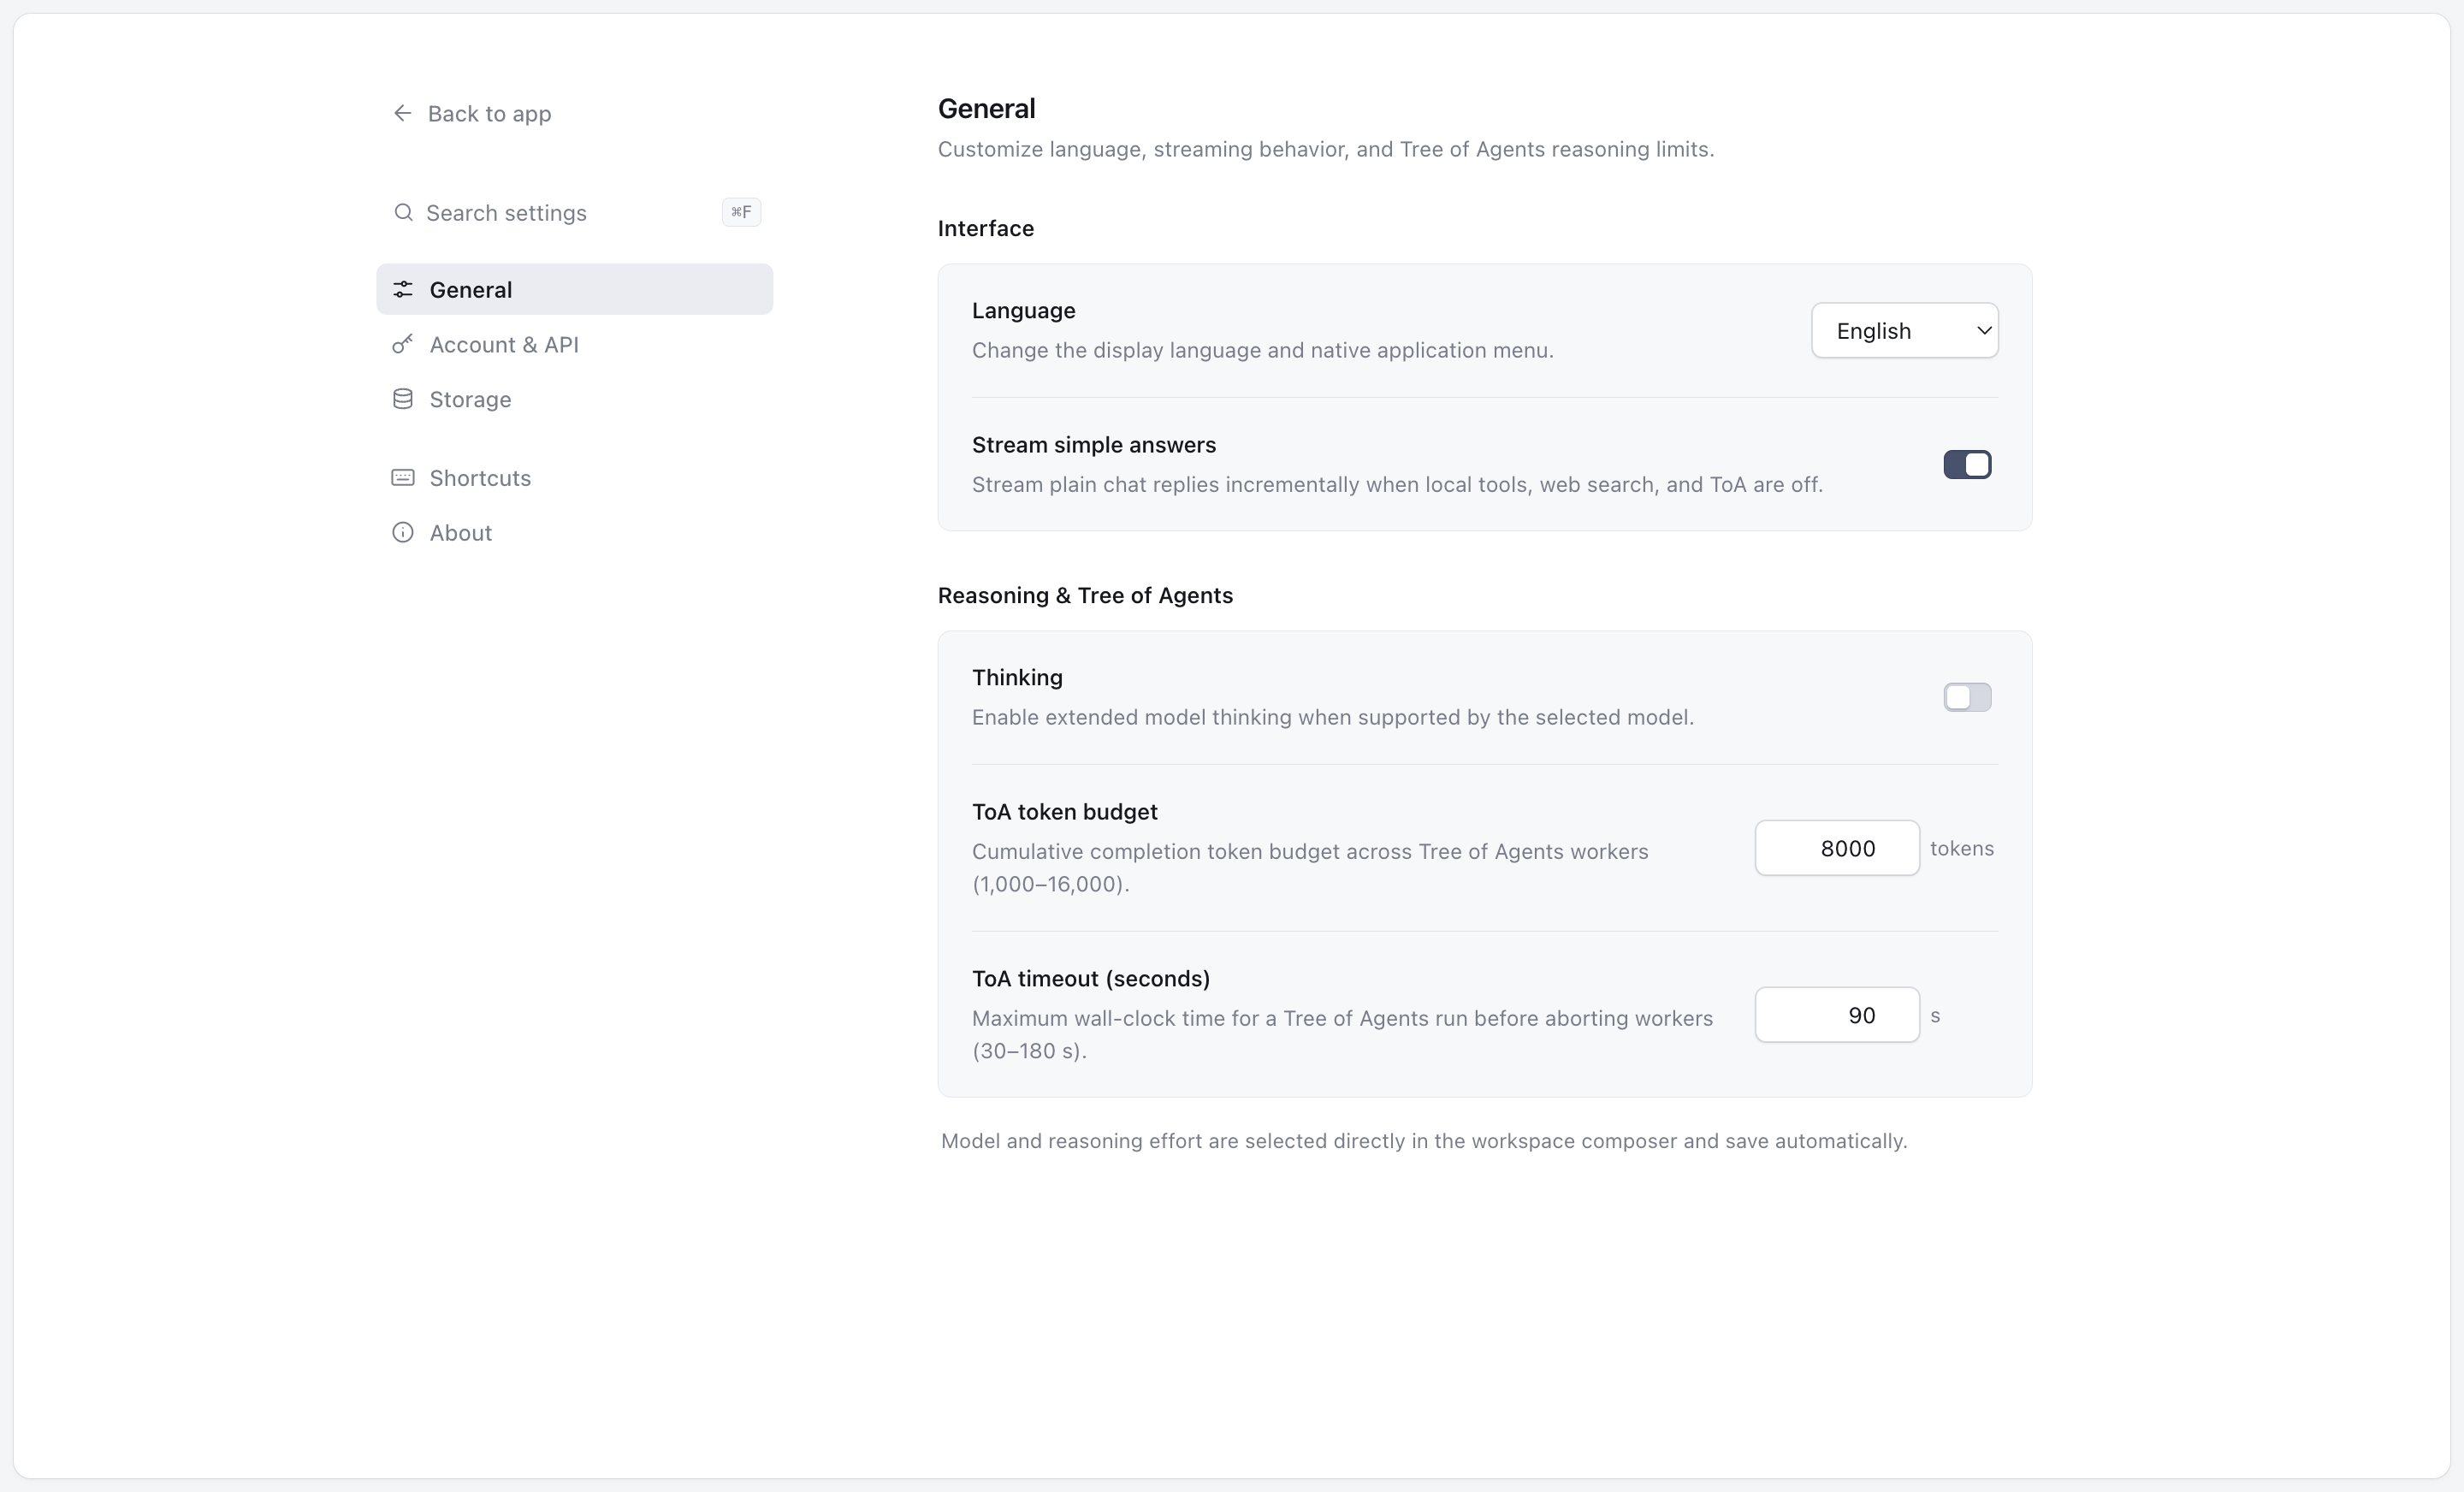 Back to app
Search settings
⌘F
General
Account & API
Storage
Shortcuts
About
General
Customize language, streaming behavior, and Tree of Agents reasoning limits.
Interface
Language
Change the display language and native application menu.
English
Stream simple answers
Stream plain chat replies incrementally when local tools, web search, and ToA are off.
Reasoning & Tree of Agents
Thinking
Enable extended model thinking when supported by the selected model.
ToA token budget
Cumulative completion token budget across Tree of Agents workers
(1,000–16,000).
8000 tokens
ToA timeout (seconds)
Maximum wall-clock time for a Tree of Agents run before aborting workers
(30–180 s).
90 s
Model and reasoning effort are selected directly in the workspace composer and save automatically.